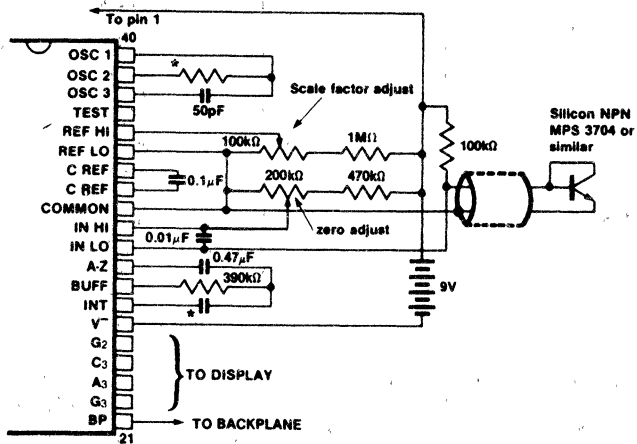 To pin 1
40
OSC 1
OSC 2
*
OSC 3
50pF
TEST
Scale factor adjust
REF HI
REF LO
100kΩ
1MΩ
100kΩ
Silicon NPN
MPS 3704 or
similar
C REF
0.1μF
C REF
200kΩ
470kΩ
COMMON
IN HI
zero adjust
0.01μF
IN LO
A-Z
0.47μF
BUFF
390kΩ
9V
INT
*
V⁻
G2
C3
TO DISPLAY
A3
G3
BP
TO BACKPLANE
21